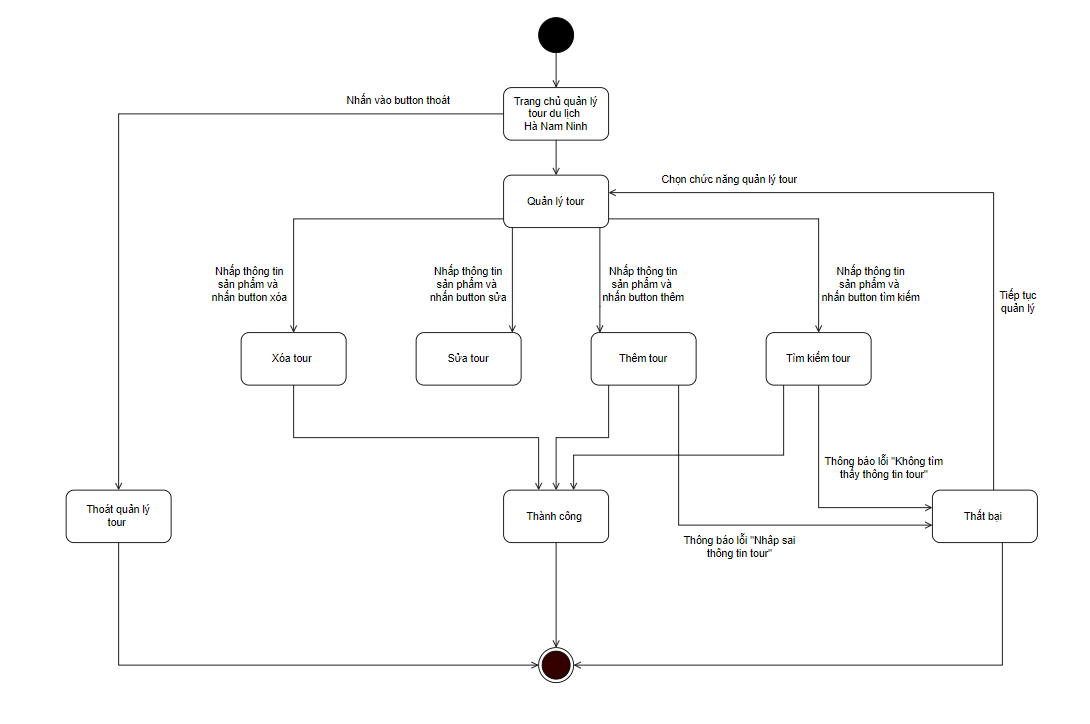 Nhấn vào button thoát
Trang chủ quản lý
tour du lịch
Hà Nam Ninh
Chọn chức năng quản lý tour
Quản lý tour
Nhấp thông tin
sản phẩm và
nhấn button xóa
Nhấp thông tin
sản phẩm và
nhấn button sửa
Nhấp thông tin
sản phẩm và
nhấn button thêm
Nhấp thông tin
sản phẩm và
nhấn button tìm kiếm
Tiếp tục
quản lý
Xóa tour
Sửa tour
Thêm tour
Tìm kiếm tour
Thông báo lỗi "Không tìm
thấy thông tin tour"
Thoát quản lý
tour
Thành công
Thất bại
Thông báo lỗi "Nhập sai
thông tin tour"